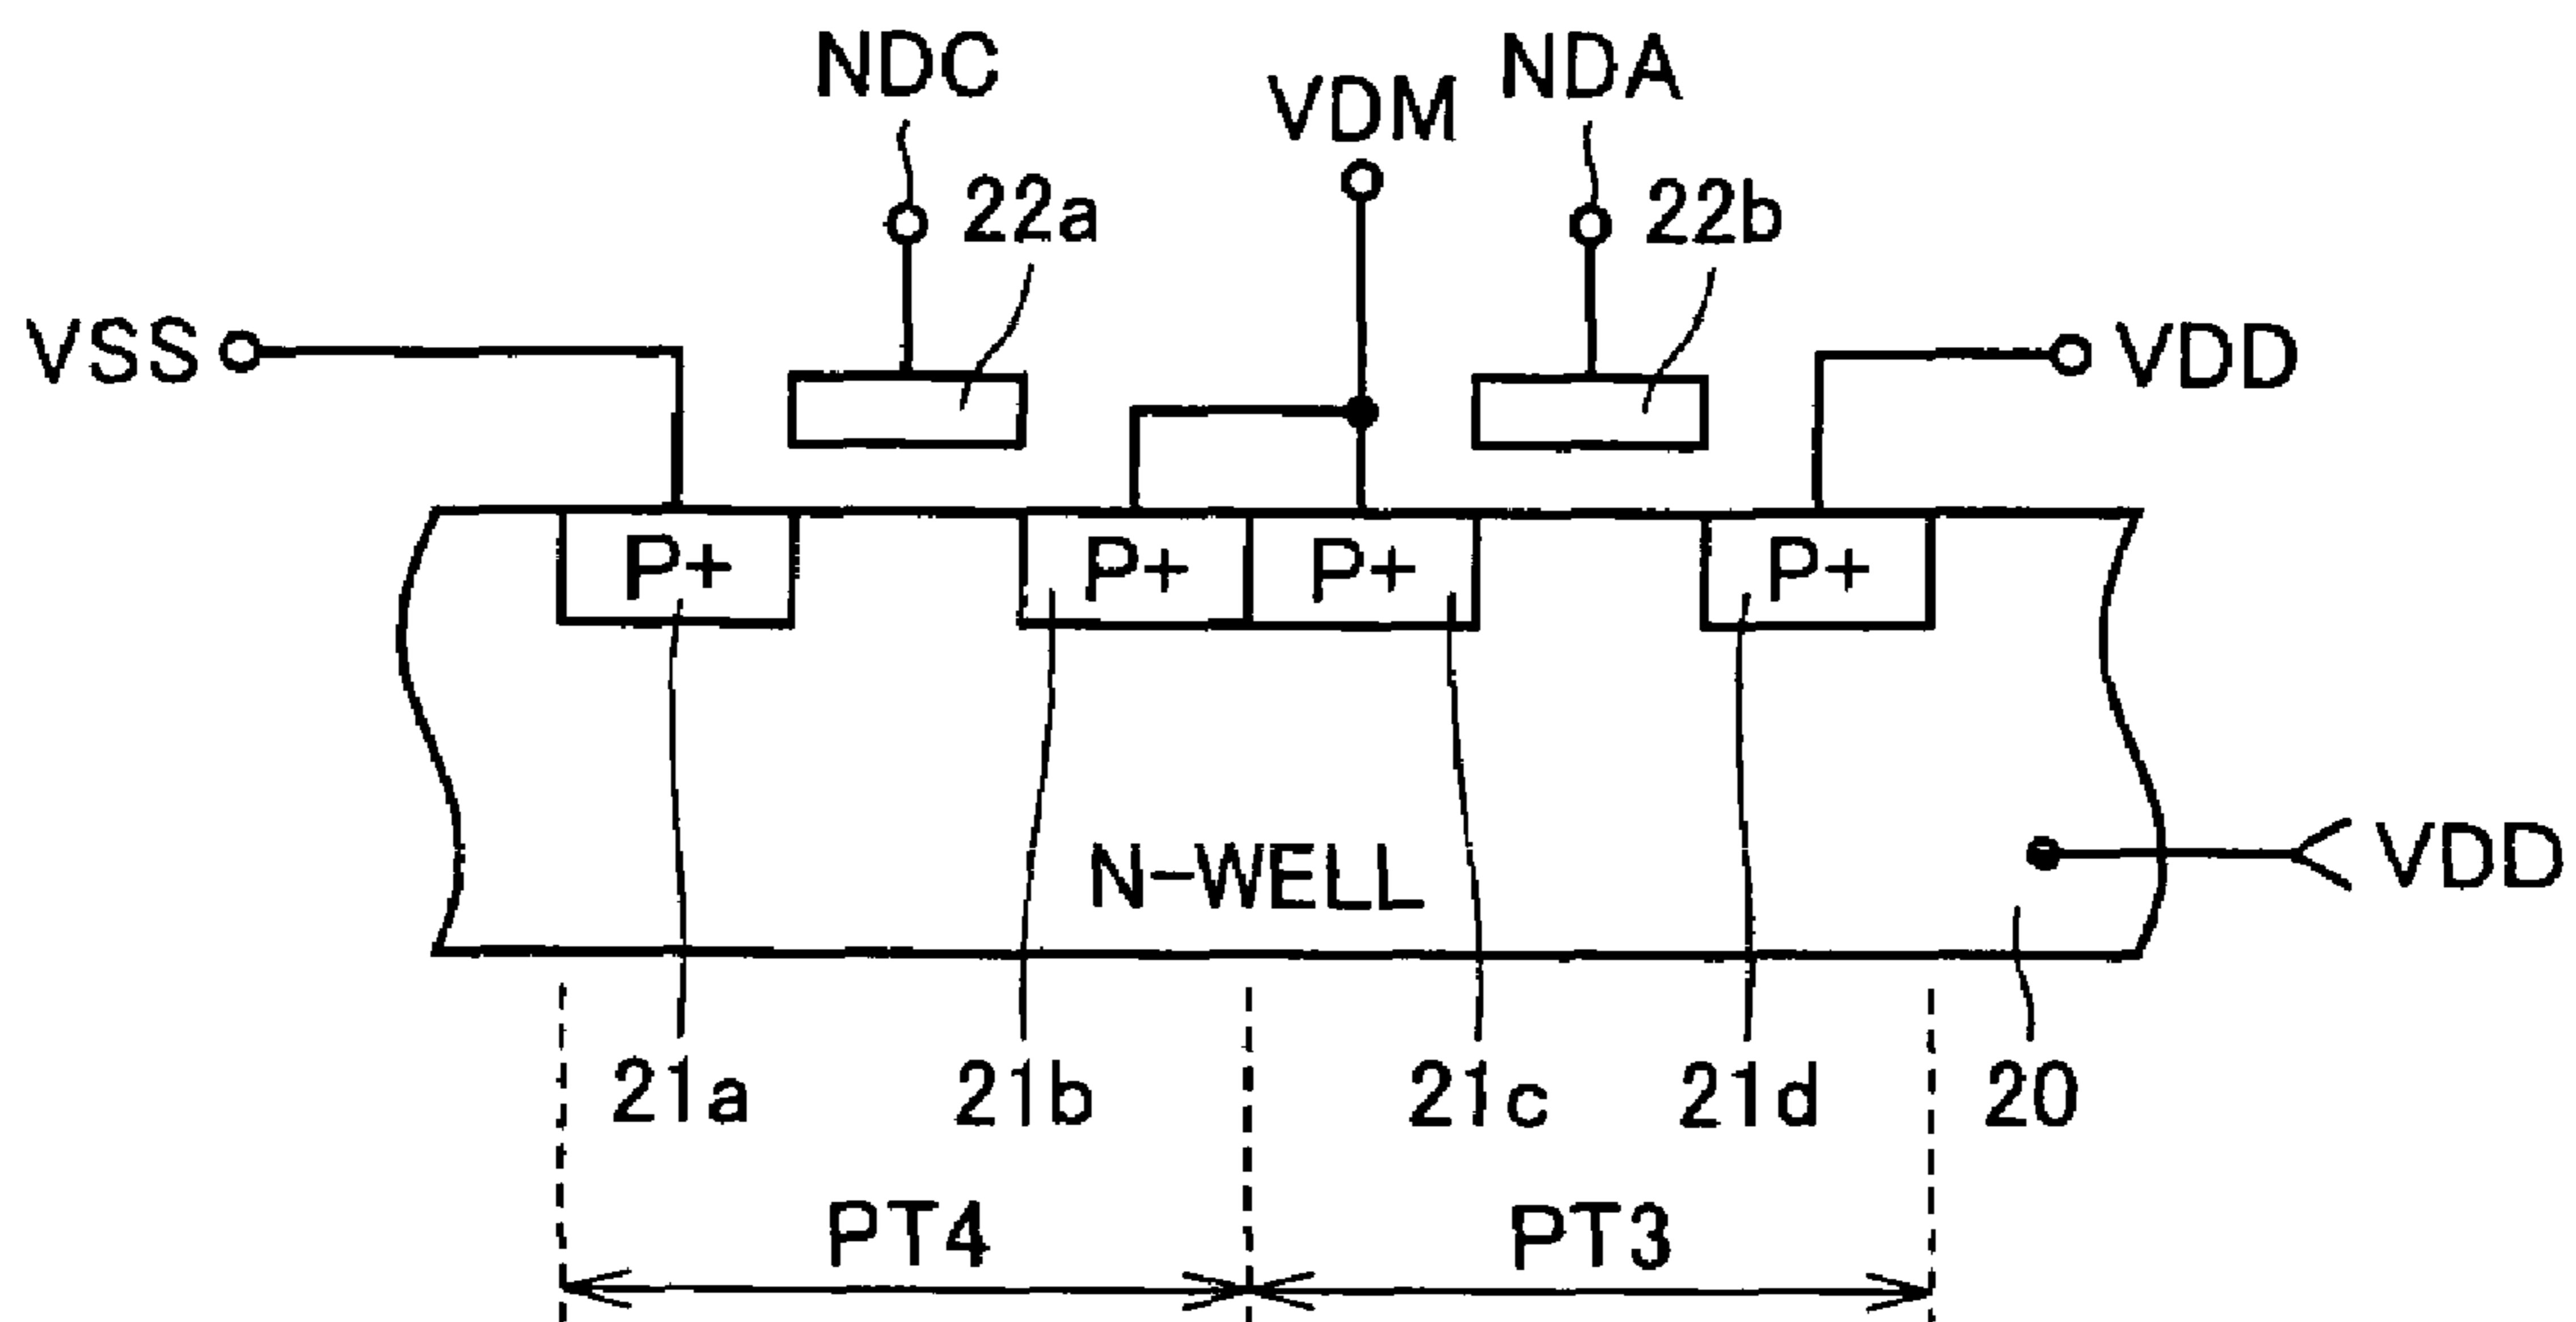 NDC
VDM
NDA
22a
22b
VSS
VDD
P+
P+
P+
P+
N-WELL
VDD
21a
21b
21c
21d
20
PT4
PT3